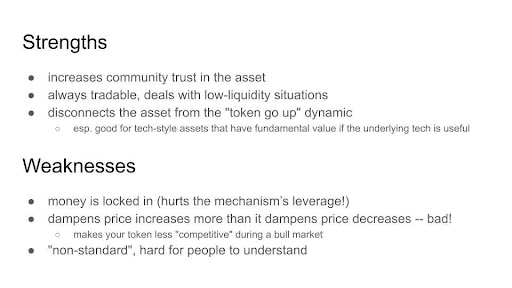 Strengths
● increases community trust in the asset
● always tradable, deals with low-liquidity situations
● disconnects the asset from the "token go up" dynamic
○ esp. good for tech-style assets that have fundamental value if the underlying tech is useful
Weaknesses
● money is locked in (hurts the mechanism's leverage!)
● dampens price increases more than it dampens price decreases -- bad!
○ makes your token less "competitive" during a bull market
● "non-standard", hard for people to understand